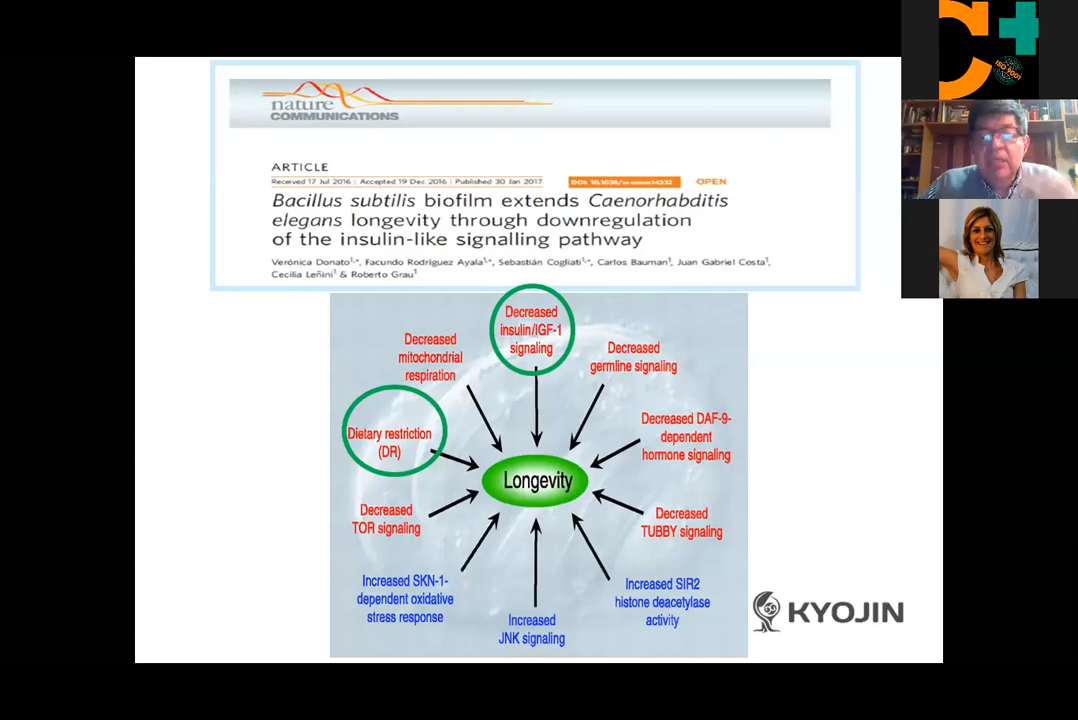 nature
COMMUNICATIONS
ARTICLE
Received 17 Jul 2016 | Accepted 19 Dec 2016 | Published 30 Jan 2017
OPEN
Bacillus subtilis biofilm extends Caenorhabditis
elegans longevity through downregulation
of the insulin-like signalling pathway
Verónica Donato1,*, Facundo Rodríguez Ayala1,*, Sebastián Cogliati1,*, Carlos Bauman1, Juan Gabriel Costa1,
Cecilia Leñini1 & Roberto Grau1
Decreased
insulin/IGF-1
signaling
Decreased
mitochondrial
respiration
Decreased
germline signaling
Dietary restriction
(DR)
Decreased DAF-9-
dependent
hormone signaling
Longevity
Decreased
TOR signaling
Decreased
TUBBY signaling
Increased SKN-1-
dependent oxidative
stress response
Increased
JNK signaling
Increased SIR2
histone deacetylase
activity
KYOJIN
ISO 9001